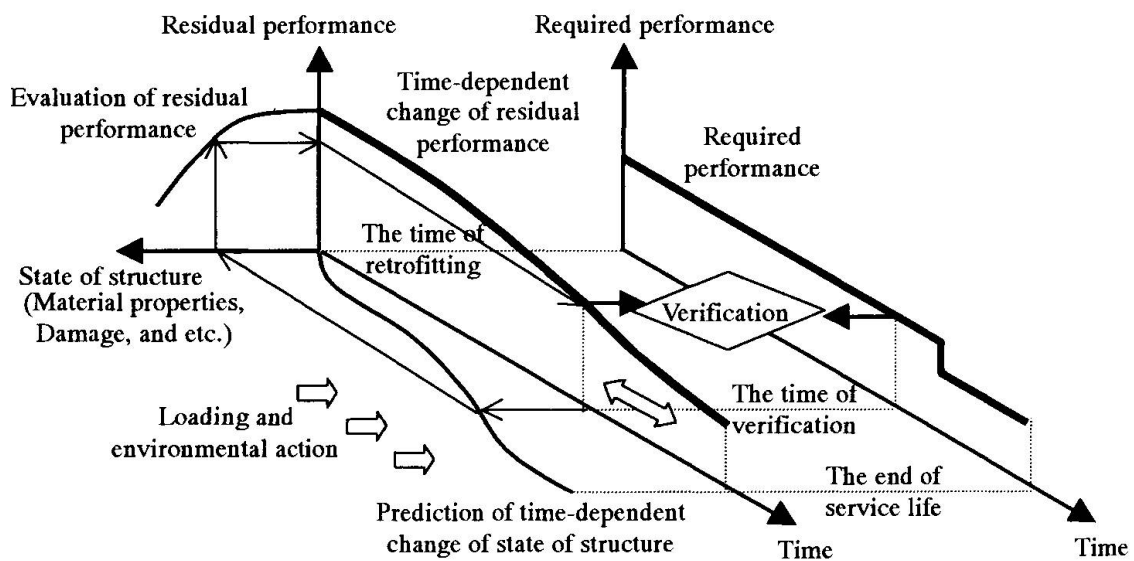 Residual performance
Required performance
Evaluation of residual
performance
Time-dependent
change of residual
performance
Required
performance
The time of
retrofitting
State of structure
(Material properties,
Damage, and etc.)
Verification
Loading and
environmental action
The time of
verification
The end of
service life
Prediction of time-dependent
change of state of structure
Time
Time